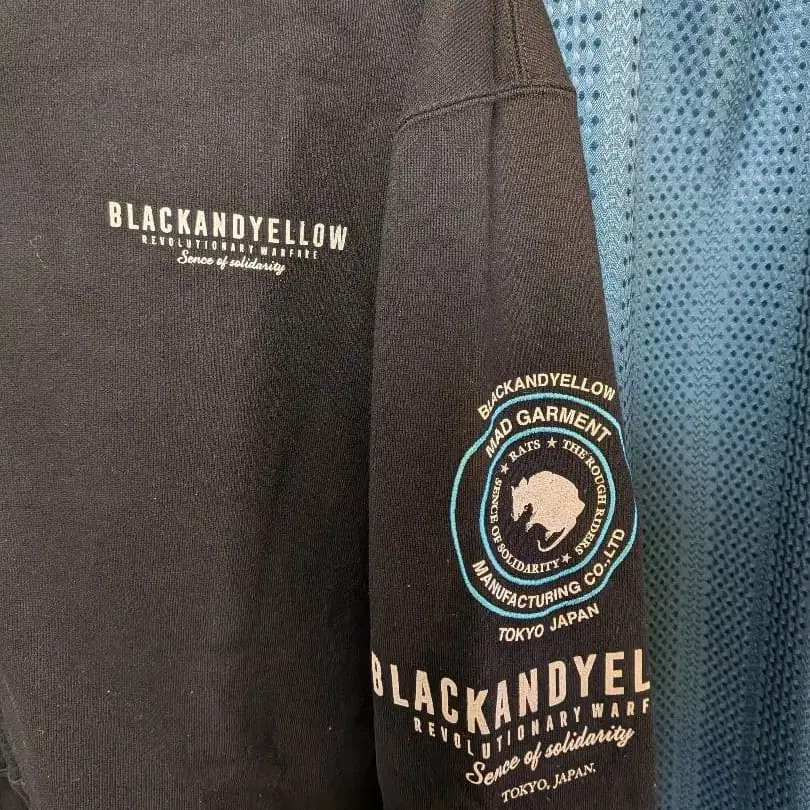 BLACKANDYELLOW
REVOLUTIONARY WARFARE
Sence of solidarity
BLACKANDYELLOW
MAD GARMENT
★ RATS ★ THE ROUGH RIDERS ★
SENCE OF SOLIDARITY
MANUFACTURING CO.,LTD
TOKYO JAPAN
BLACKANDYEL
REVOLUTIONARY WARF
Sence of solidarity
TOKYO, JAPAN.